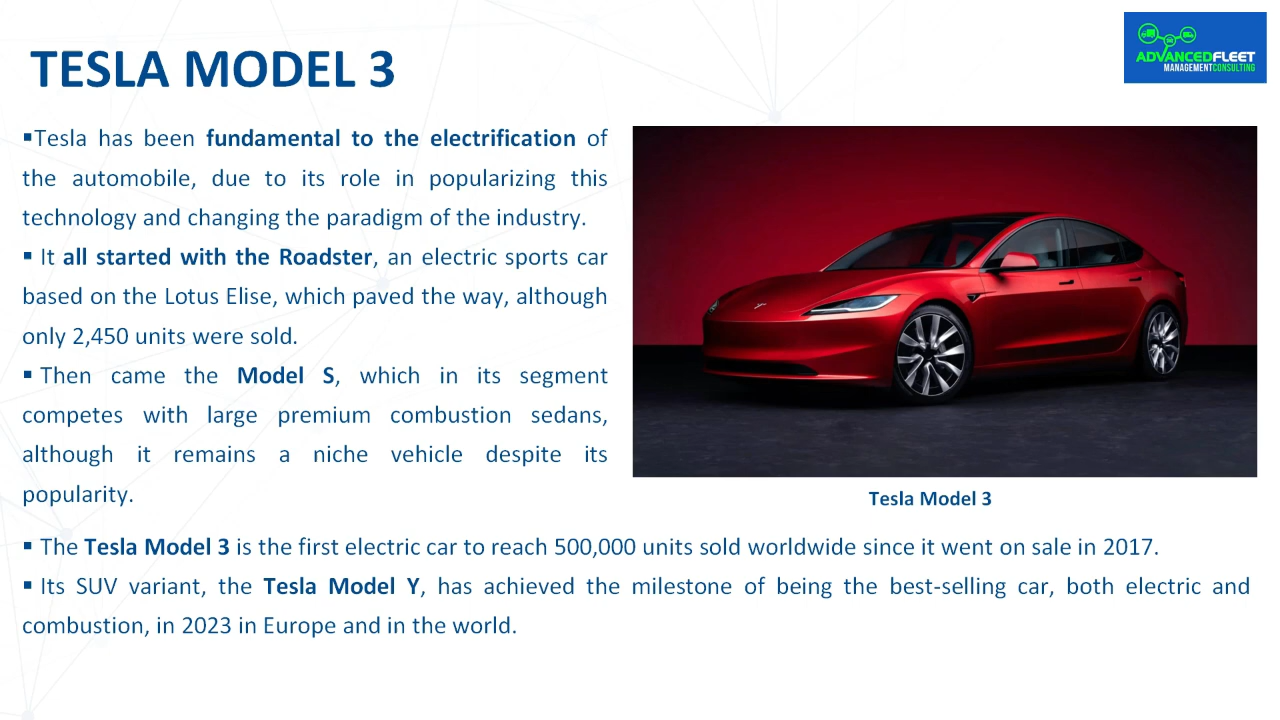 TESLA MODEL 3
ADVANCEDFLEET
MANAGEMENTCONSULTING
▪Tesla has been fundamental to the electrification of
the automobile, due to its role in popularizing this
technology and changing the paradigm of the industry.
▪ It all started with the Roadster, an electric sports car
based on the Lotus Elise, which paved the way, although
only 2,450 units were sold.
▪ Then came the Model S, which in its segment
competes with large premium combustion sedans,
although it remains a niche vehicle despite its
popularity.
Tesla Model 3
▪ The Tesla Model 3 is the first electric car to reach 500,000 units sold worldwide since it went on sale in 2017.
▪ Its SUV variant, the Tesla Model Y, has achieved the milestone of being the best-selling car, both electric and
combustion, in 2023 in Europe and in the world.